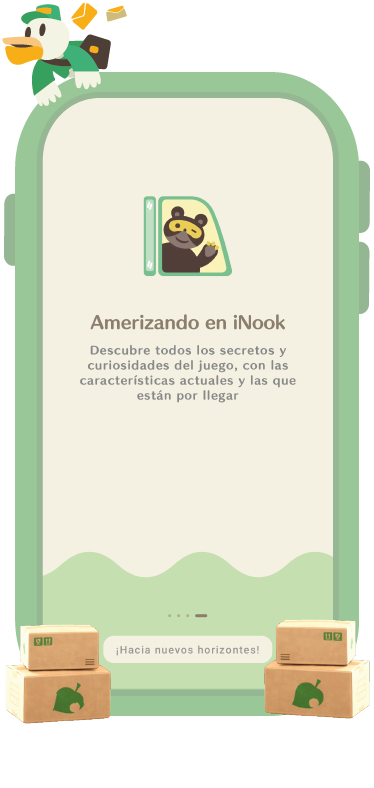 Amerizando en iNook
Descubre todos los secretos y
curiosidades del juego, con las
características actuales y las que
están por llegar
¡Hacia nuevos horizontes!